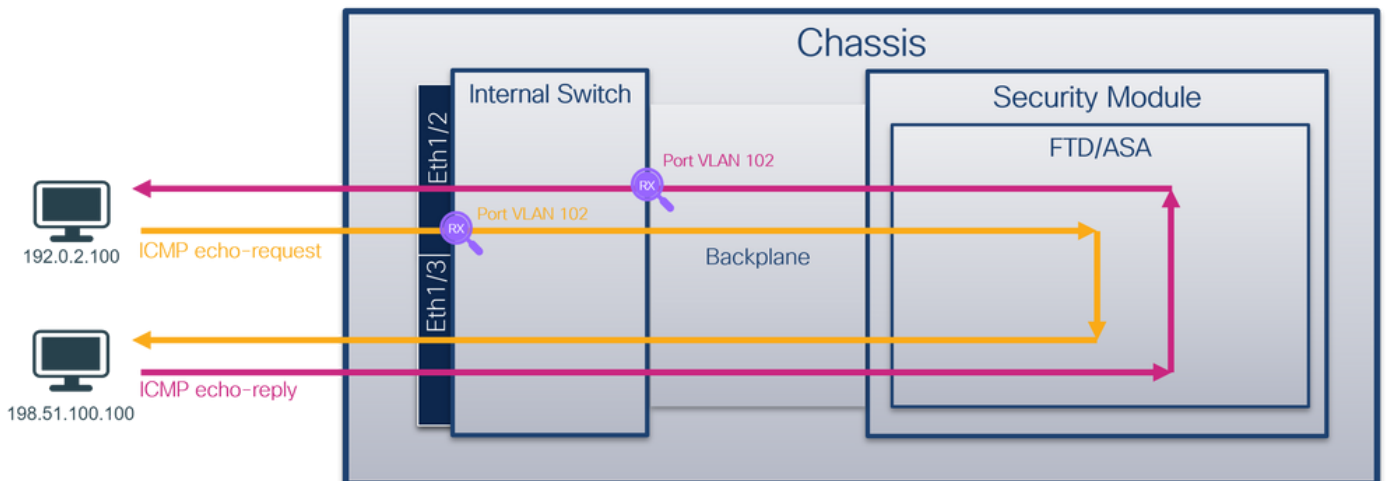 Chassis
Internal Switch
Security Module
FTD/ASA
Eth1/2
Port VLAN 102
RX
Port VLAN 102
RX
192.0.2.100
ICMP echo-request
Backplane
Eth1/3
ICMP echo-reply
198.51.100.100